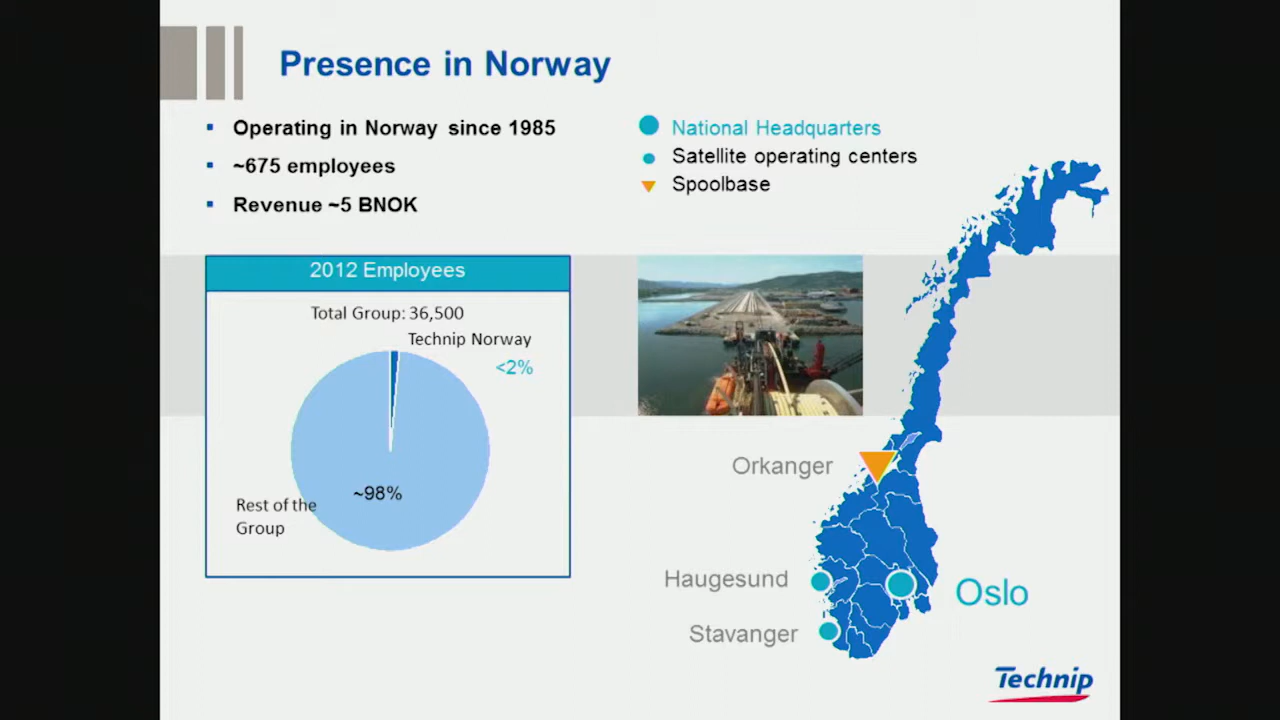 Presence in Norway
Operating in Norway since 1985
~675 employees
Revenue ~5 BNOK
National Headquarters
Satellite operating centers
Spoolbase
2012 Employees
Total Group: 36,500
Technip Norway
<2%
~98%
Rest of the
Group
Orkanger
Haugesund
Oslo
Stavanger
Technip